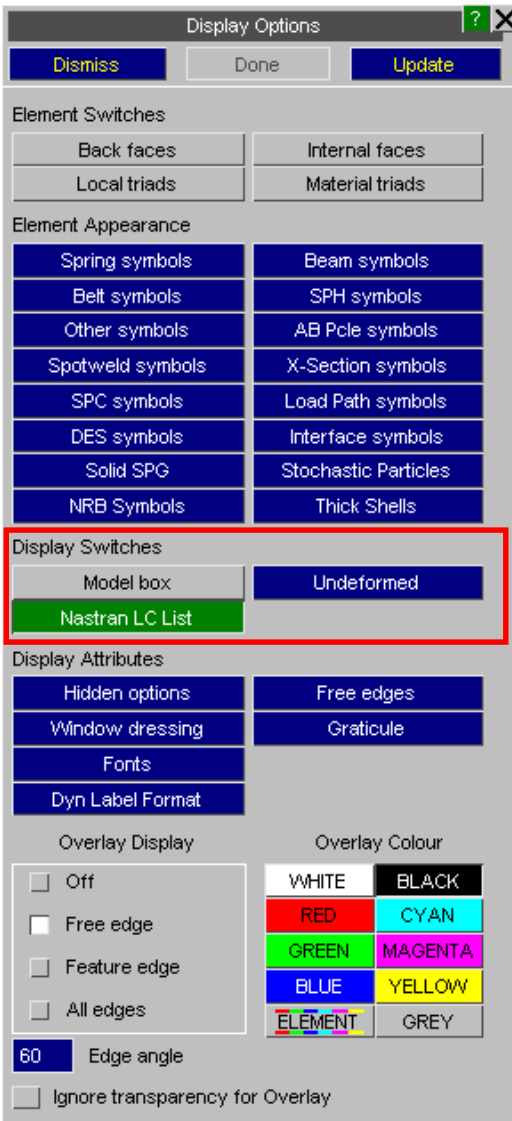 Display Options ? X
Dismiss Done Update
Element Switches
Back faces Internal faces
Local triads Material triads
Element Appearance
Spring symbols Beam symbols
Belt symbols SPH symbols
Other symbols AB Pcle symbols
Spotweld symbols X-Section symbols
SPC symbols Load Path symbols
DES symbols Interface symbols
Solid SPG Stochastic Particles
NRB Symbols Thick Shells
Display Switches
Model box Undeformed
Nastran LC List
Display Attributes
Hidden options Free edges
Window dressing Graticule
Fonts
Dyn Label Format
Overlay Display Overlay Colour
Off WHITE BLACK
Free edge RED CYAN
Feature edge GREEN MAGENTA
All edges BLUE YELLOW
ELEMENT GREY
60 Edge angle
Ignore transparency for Overlay